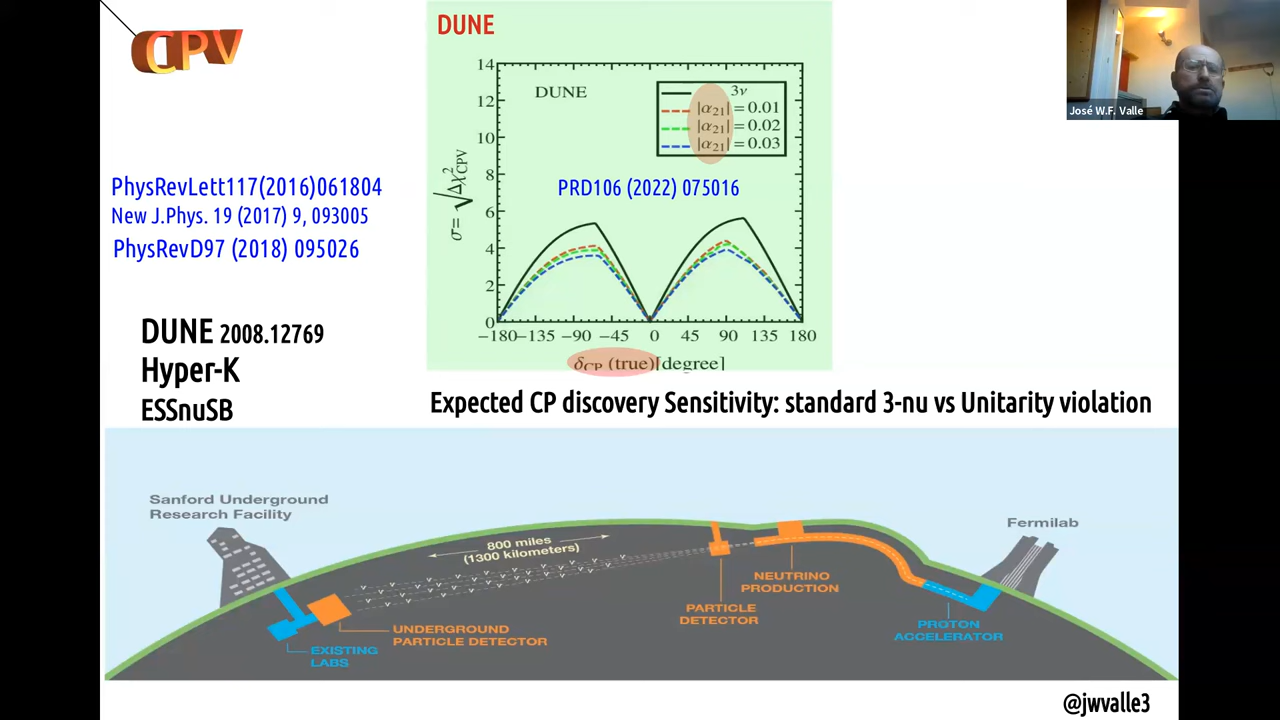 CPV
DUNE
14
12
10
8
6
4
2
0
σ= √Δχ²CPV
DUNE
3ν
|α21| = 0.01
|α21| = 0.02
|α21| = 0.03
PRD106 (2022) 075016
−180 −135 −90 −45 0 45 90 135 180
δCP (true)[degree]
José W.F. Valle
PhysRevLett117(2016)061804
New J.Phys. 19 (2017) 9, 093005
PhysRevD97 (2018) 095026
DUNE 2008.12769
Hyper-K
ESSnuSB
Expected CP discovery Sensitivity: standard 3-nu vs Unitarity violation
Sanford Underground
Research Facility
Fermilab
800 miles
(1300 kilometers)
NEUTRINO
PRODUCTION
PARTICLE
DETECTOR
PROTON
ACCELERATOR
UNDERGROUND
PARTICLE DETECTOR
EXISTING
LABS
@jwvalle3